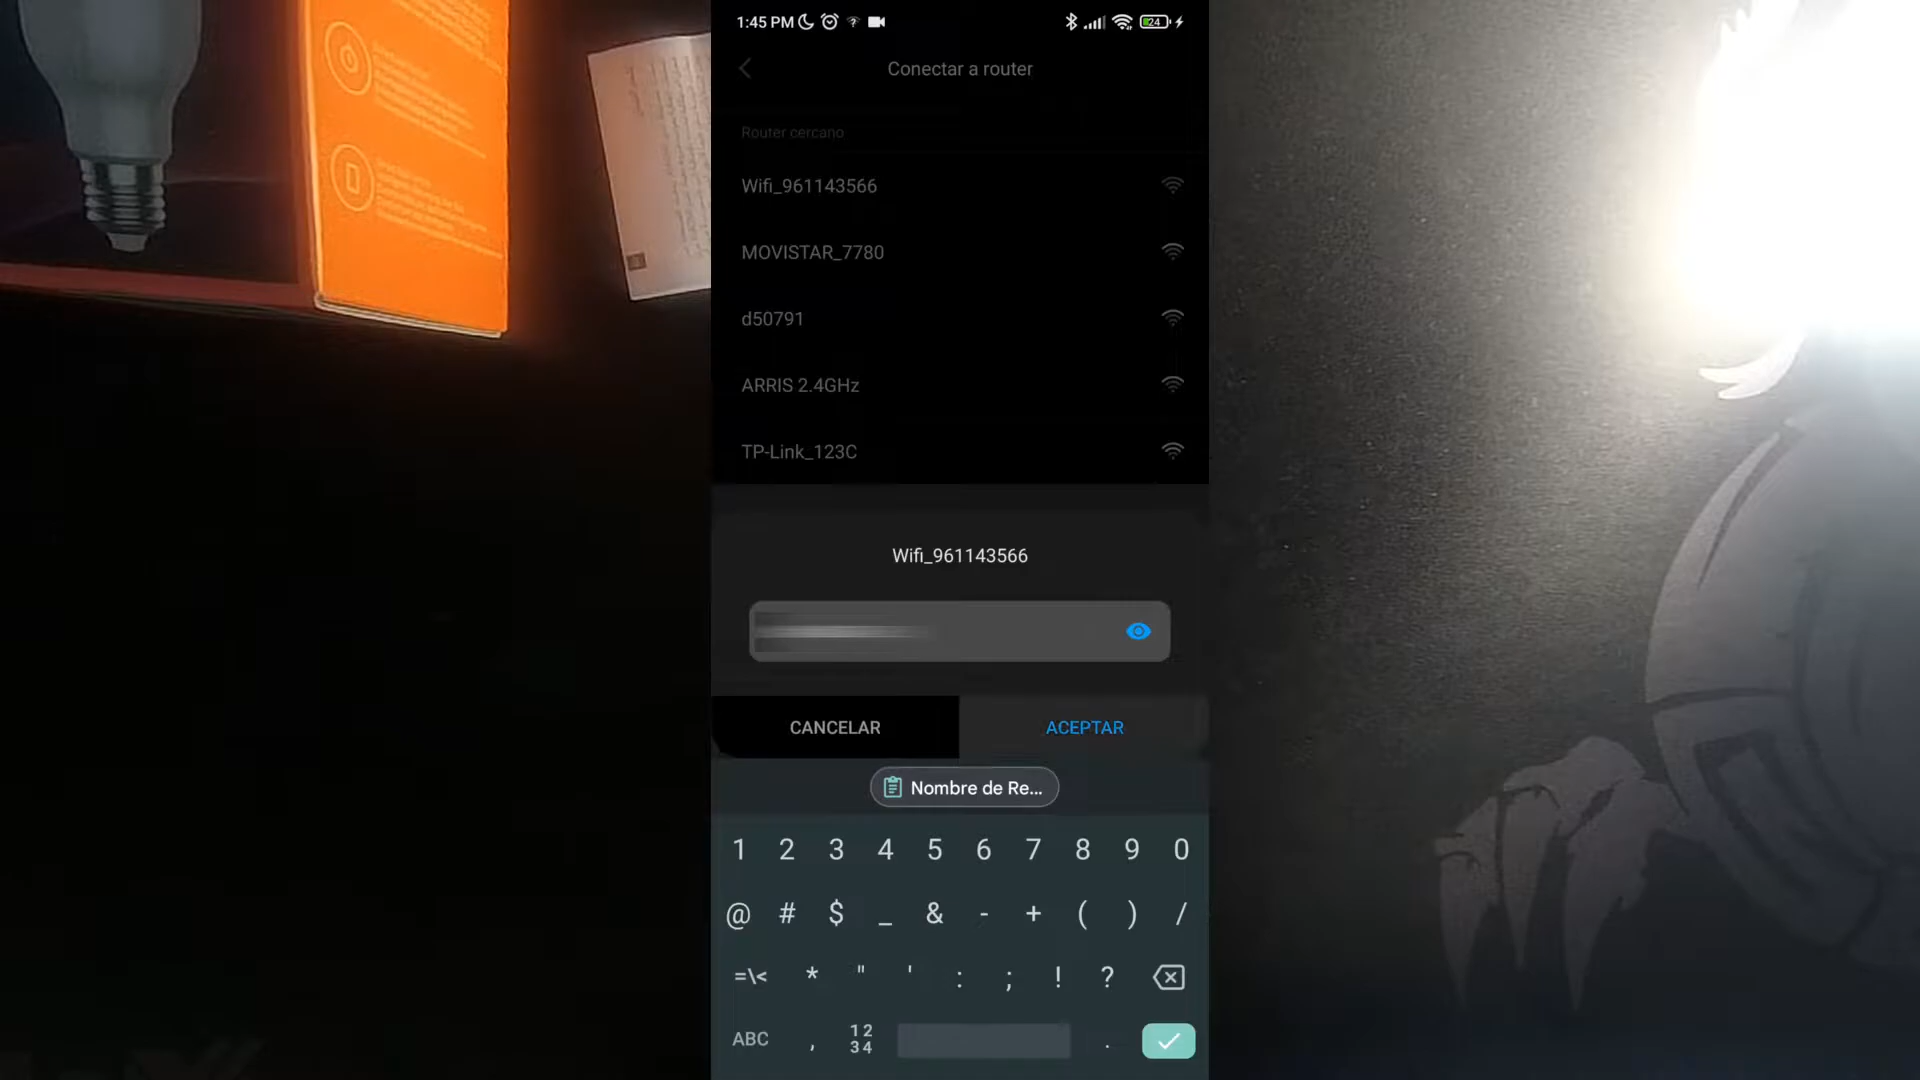 1:45 PM
24
Conectar a router
Router cercano
Wifi_961143566
MOVISTAR_7780
d50791
ARRIS 2.4GHz
TP-Link_123C
Wifi_961143566
CANCELAR ACEPTAR
Nombre de Re...
1 2 3 4 5 6 7 8 9 0
@ # $ _ & - + ( ) /
=\< * " ' : ; ! ?
ABC , 12 34 .